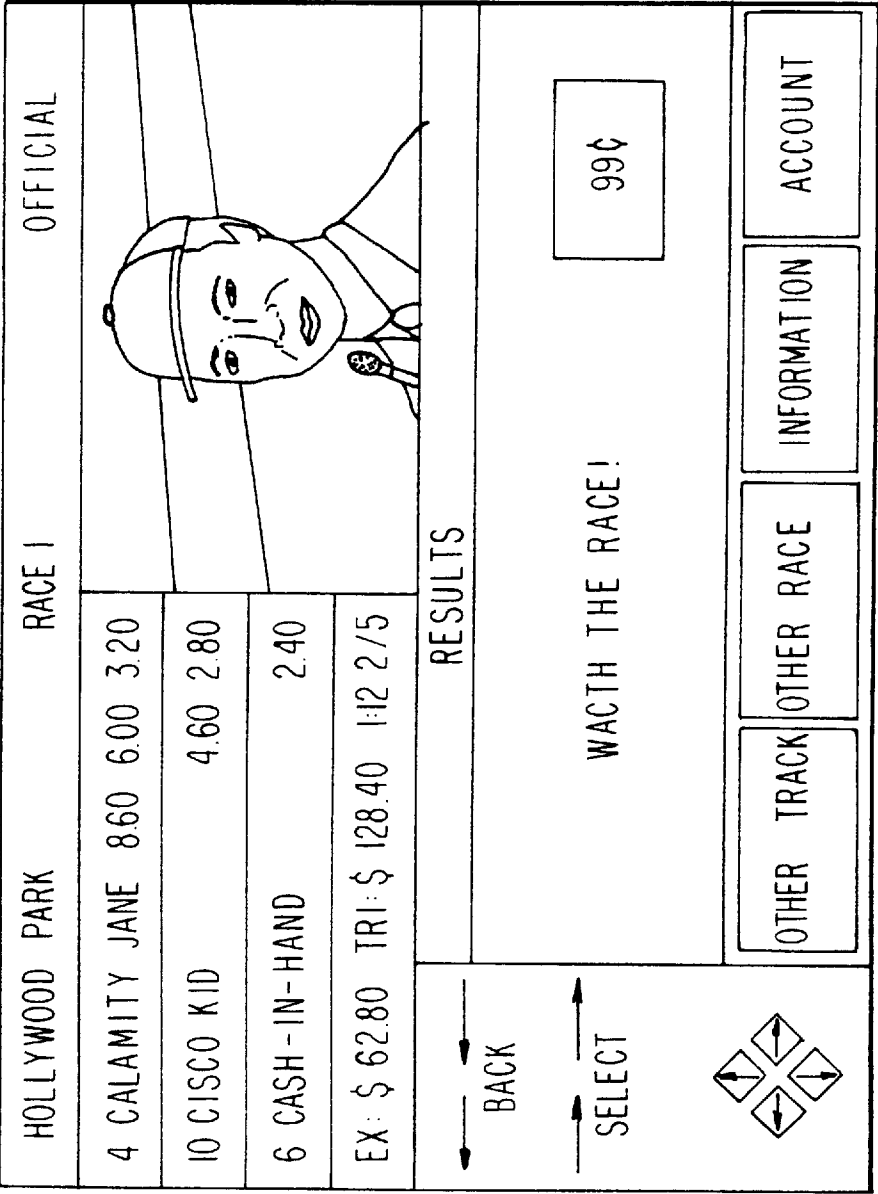 HOLLYWOOD PARK RACE 1 OFFICIAL
4 CALAMITY JANE 8.60 6.00 3.20
10 CISCO KID 4.60 2.80
6 CASH-IN-HAND 2.40
EX: $ 62.80 TRI: $ 128.40 1:12 2/5
RESULTS
BACK
SELECT
WACTH THE RACE!
99¢
OTHER TRACK
OTHER RACE
INFORMATION
ACCOUNT